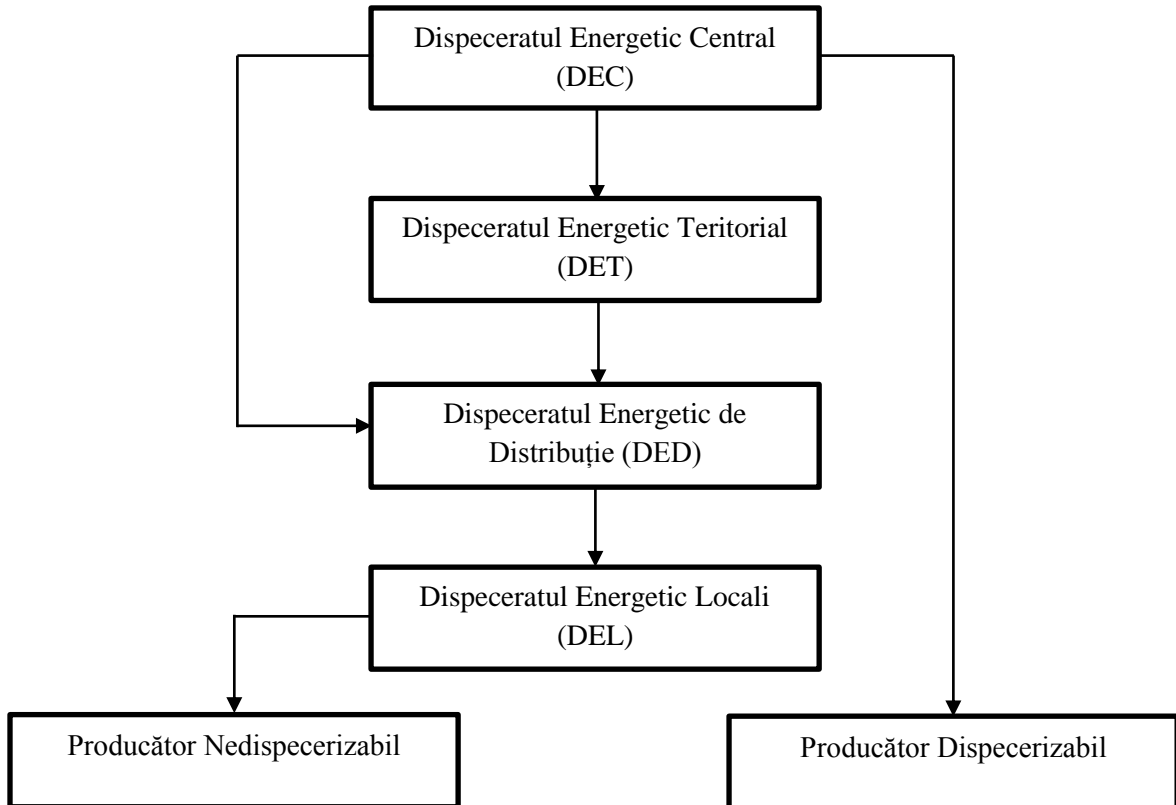 Dispeceratul Energetic Central
(DEC)
Dispeceratul Energetic Teritorial
(DET)
Dispeceratul Energetic de
Distribuție (DED)
Dispeceratul Energetic Locali
(DEL)
Producător Nedispecerizabil
Producător Dispecerizabil